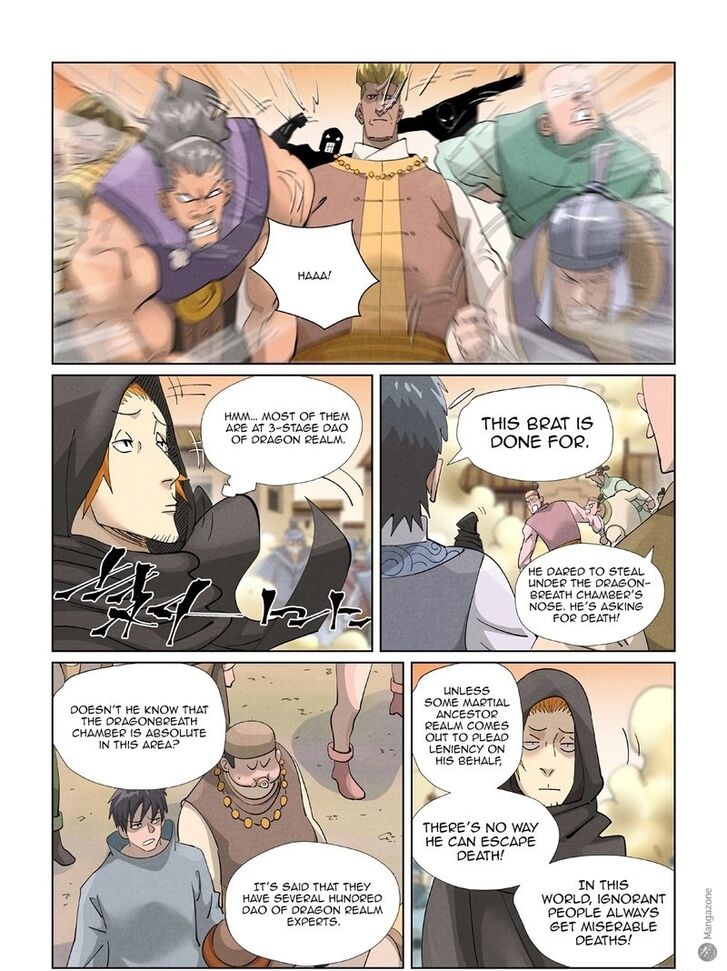 HAAA!
HMM... MOST OF THEM
ARE AT 3-STAGE DAO
OF DRAGON REALM.
THIS BRAT IS
DONE FOR.
HE DARED TO STEAL
UNDER THE DRAGON-
BREATH CHAMBER'S
NOSE. HE'S ASKING
FOR DEATH!
DOESN'T HE KNOW THAT
THE DRAGONBREATH
CHAMBER IS ABSOLUTE
IN THIS AREA?
IT'S SAID THAT THEY
HAVE SEVERAL HUNDRED
DAO OF DRAGON REALM
EXPERTS.
UNLESS
SOME MARTIAL
ANCESTOR
REALM COMES
OUT TO PLEAD
LENIENCY ON
HIS BEHALF,
THERE'S NO WAY
HE CAN ESCAPE
DEATH!
IN THIS
WORLD, IGNORANT
PEOPLE ALWAYS
GET MISERABLE
DEATHS!
Mangazone